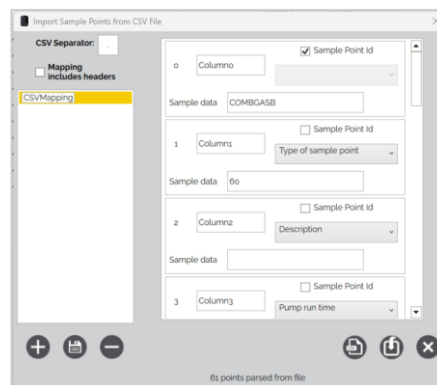 Import Sample Points from CSV File
CSV Separator: ,
Mapping
includes headers
CSVMapping
Sample Point Id
0 Column0
Sample data COMBGASB
Sample Point Id
1 Column1 Type of sample point
Sample data 60
Sample Point Id
2 Column2 Description
Sample data
Sample Point Id
3 Column3 Pump run time
61 points parsed from file